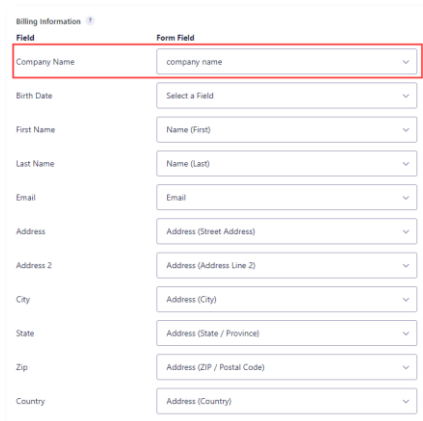 Billing Information ?
Field Form Field
Company Name company name
Birth Date Select a Field
First Name Name (First)
Last Name Name (Last)
Email Email
Address Address (Street Address)
Address 2 Address (Address Line 2)
City Address (City)
State Address (State / Province)
Zip Address (ZIP / Postal Code)
Country Address (Country)